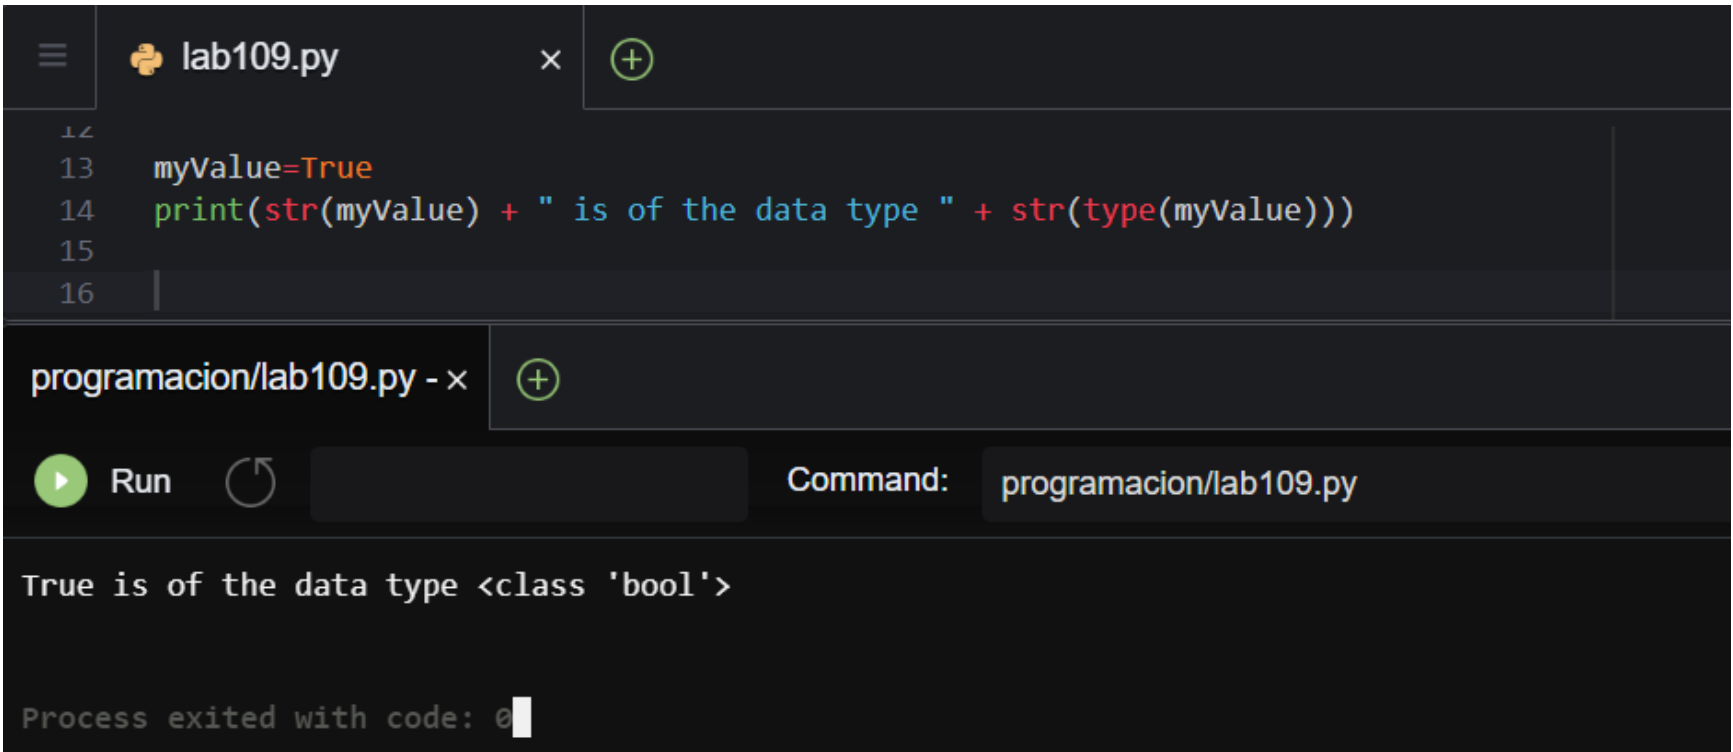 lab109.py ×
12
13 myValue=True
14 print(str(myValue) + " is of the data type " + str(type(myValue)))
15
16
programacion/lab109.py - ×
Run Command: programacion/lab109.py
True is of the data type <class 'bool'>
Process exited with code: 0